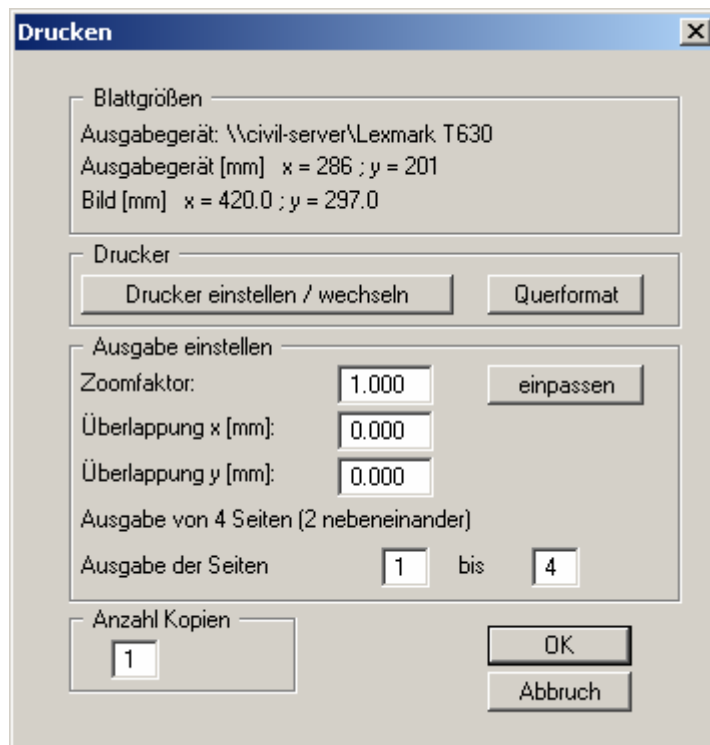 Drucken
Blattgrößen
Ausgabegerät: \\civil-server\Lexmark T630
Ausgabegerät [mm] x = 286 ; y = 201
Bild [mm] x = 420.0 ; y = 297.0
Drucker
Drucker einstellen / wechseln Querformat
Ausgabe einstellen
Zoomfaktor: 1.000 einpassen
Überlappung x [mm]: 0.000
Überlappung y [mm]: 0.000
Ausgabe von 4 Seiten (2 nebeneinander)
Ausgabe der Seiten 1 bis 4
Anzahl Kopien
1
OK
Abbruch